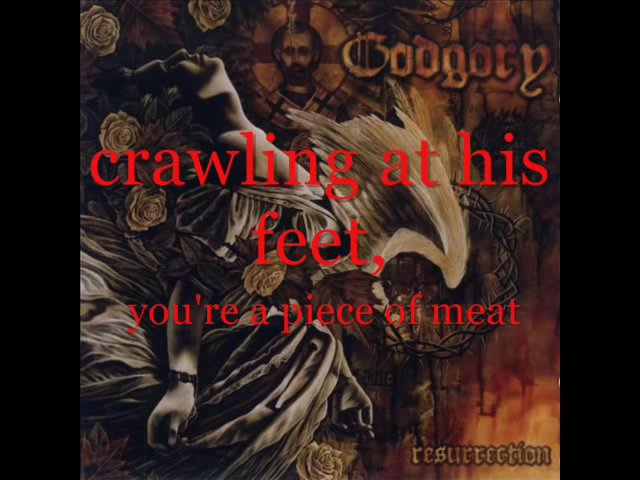 Godgory
crawling at his
feet,
you're a piece of meat
resurrection